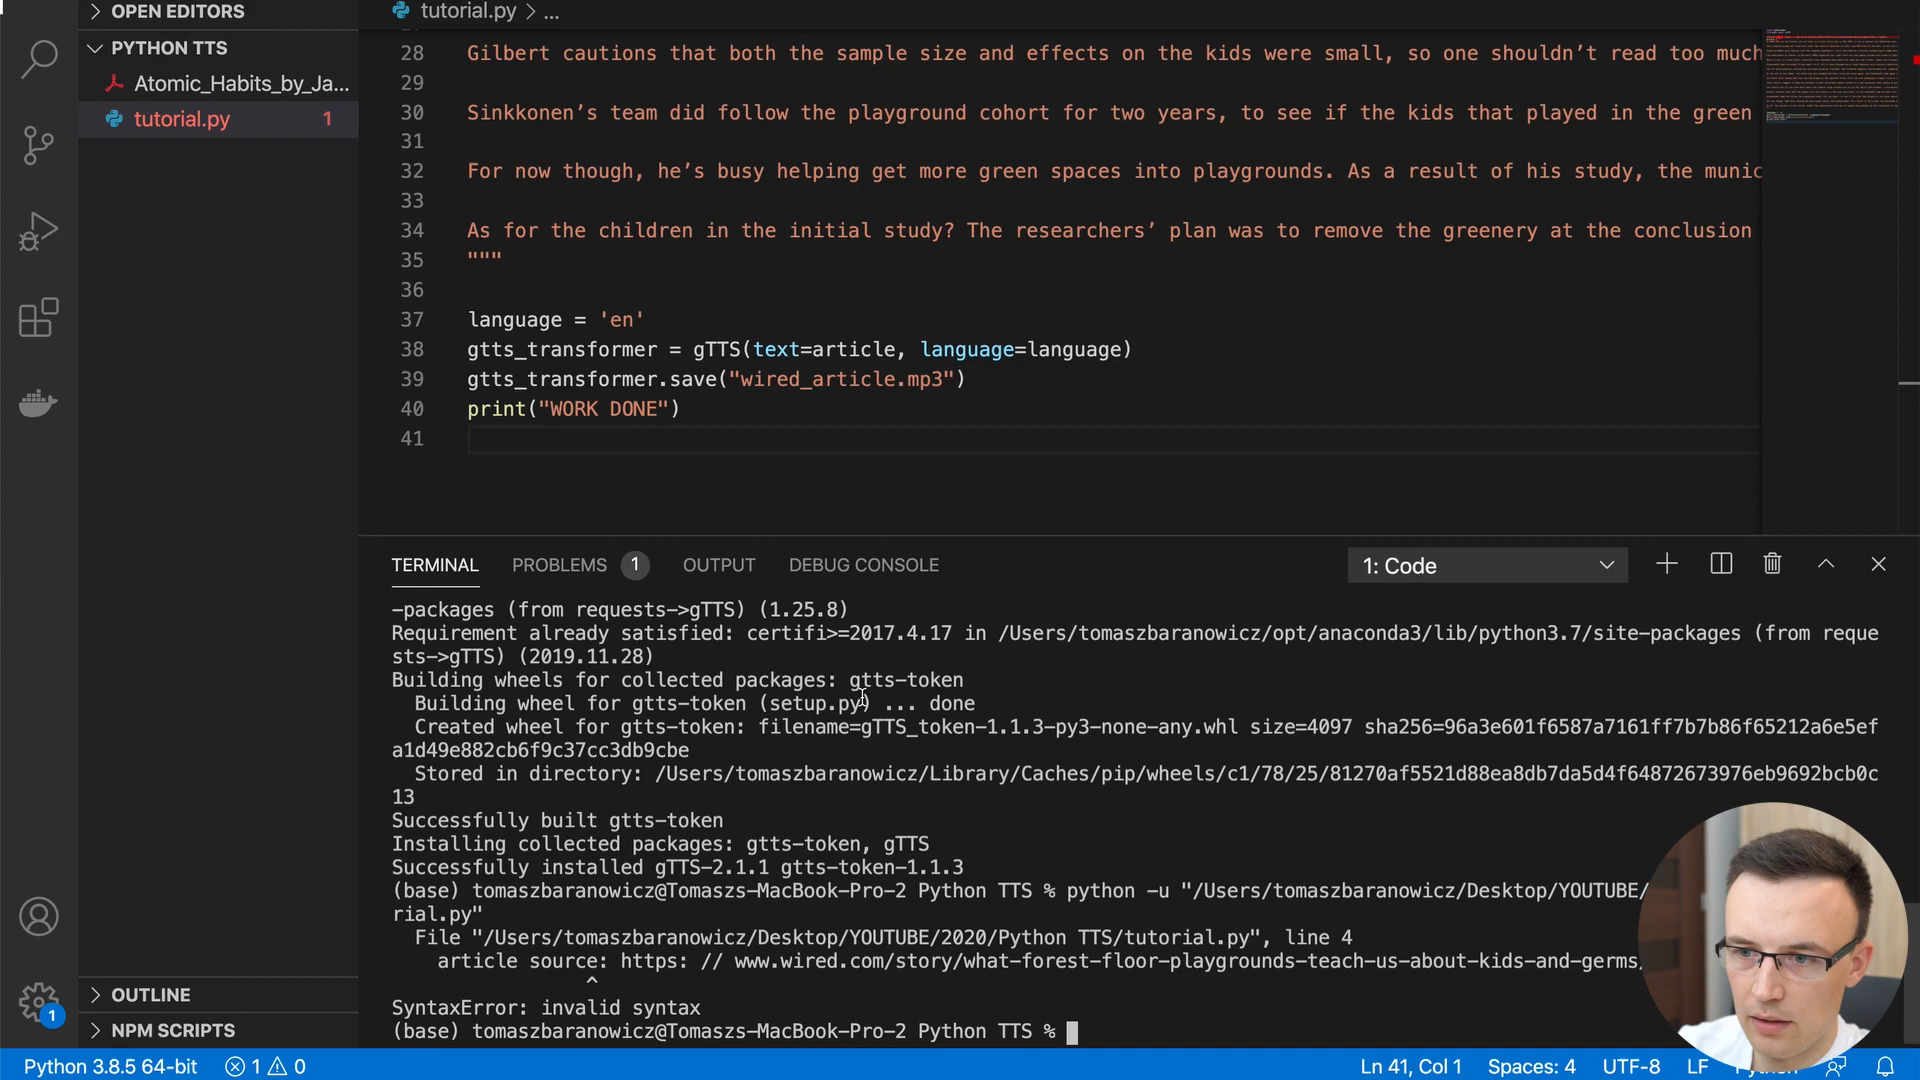 OPEN EDITORS
PYTHON TTS
Atomic_Habits_by_Ja...
tutorial.py 1
OUTLINE
NPM SCRIPTS
tutorial.py > ...
28 Gilbert cautions that both the sample size and effects on the kids were small, so one shouldn’t read too much
29
30 Sinkkonen’s team did follow the playground cohort for two years, to see if the kids that played in the green
31
32 For now though, he’s busy helping get more green spaces into playgrounds. As a result of his study, the munic
33
34 As for the children in the initial study? The researchers’ plan was to remove the greenery at the conclusion
35 """
36
37 language = 'en'
38 gtts_transformer = gTTS(text=article, language=language)
39 gtts_transformer.save("wired_article.mp3")
40 print("WORK DONE")
41
TERMINAL PROBLEMS 1 OUTPUT DEBUG CONSOLE 1: Code
-packages (from requests->gTTS) (1.25.8)
Requirement already satisfied: certifi>=2017.4.17 in /Users/tomaszbaranowicz/opt/anaconda3/lib/python3.7/site-packages (from reque
sts->gTTS) (2019.11.28)
Building wheels for collected packages: gtts-token
Building wheel for gtts-token (setup.py) ... done
Created wheel for gtts-token: filename=gTTS_token-1.1.3-py3-none-any.whl size=4097 sha256=96a3e601f6587a7161ff7b7b86f65212a6e5ef
a1d49e882cb6f9c37cc3db9cbe
Stored in directory: /Users/tomaszbaranowicz/Library/Caches/pip/wheels/c1/78/25/81270af5521d88ea8db7da5d4f64872673976eb9692bcb0c
13
Successfully built gtts-token
Installing collected packages: gtts-token, gTTS
Successfully installed gTTS-2.1.1 gtts-token-1.1.3
(base) tomaszbaranowicz@Tomaszs-MacBook-Pro-2 Python TTS % python -u "/Users/tomaszbaranowicz/Desktop/YOUTUBE/
rial.py"
File "/Users/tomaszbaranowicz/Desktop/YOUTUBE/2020/Python TTS/tutorial.py", line 4
article source: https: // www.wired.com/story/what-forest-floor-playgrounds-teach-us-about-kids-and-germs/
^
SyntaxError: invalid syntax
(base) tomaszbaranowicz@Tomaszs-MacBook-Pro-2 Python TTS %
1
Python 3.8.5 64-bit 1 0 Ln 41, Col 1 Spaces: 4 UTF-8 LF